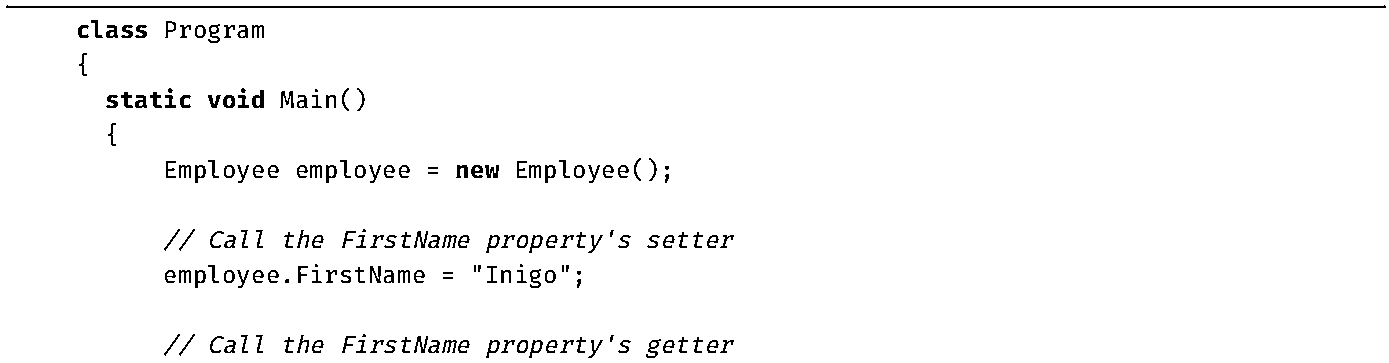 class Program
{
static void Main()
{
Employee employee = new Employee();
// Call the FirstName property's setter
employee.FirstName = "Inigo";
// Call the FirstName property's getter